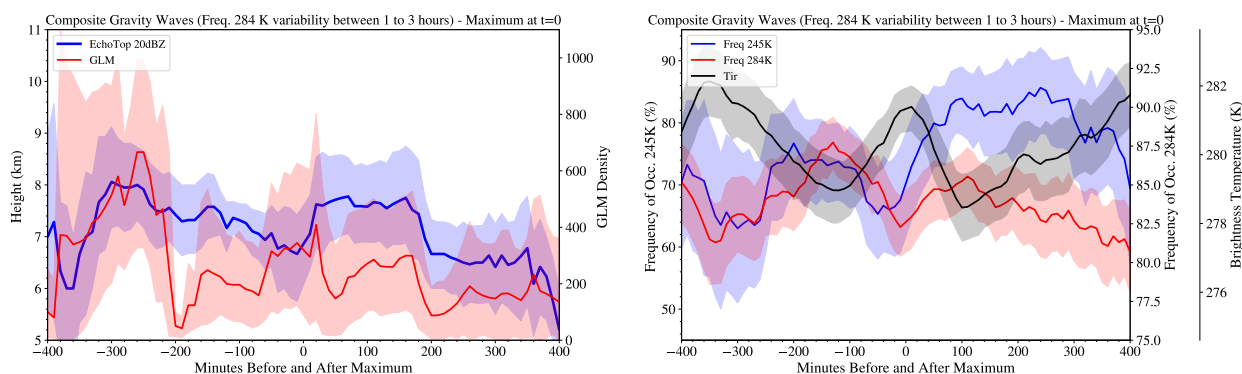 Composite Gravity Waves (Freq. 284 K variability between 1 to 3 hours) - Maximum at t=0
EchoTop 20dBZ
GLM
Height (km)
11
10
9
8
7
6
5
GLM Density
1000
800
600
400
200
0
−400 −300 −200 −100 0 100 200 300 400
Minutes Before and After Maximum
Composite Gravity Waves (Freq. 284 K variability between 1 to 3 hours) - Maximum at t=0
Freq 245K
Freq 284K
Tir
Frequency of Occ. 245K (%)
90
80
70
60
50
Frequency of Occ. 284K (%)
95.0
92.5
90.0
87.5
85.0
82.5
80.0
77.5
75.0
Brightness Temperature (K)
282
280
278
276
−400 −300 −200 −100 0 100 200 300 400
Minutes Before and After Maximum